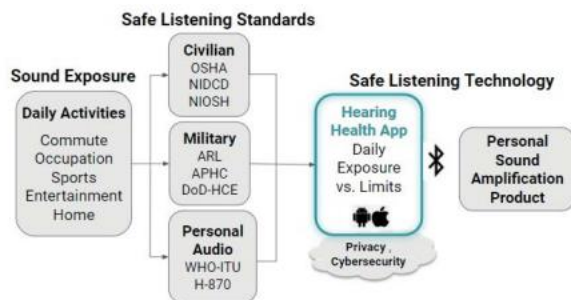 Safe Listening Standards
Sound Exposure
Daily Activities
Commute
Occupation
Sports
Entertainment
Home
Civilian
OSHA
NIDCD
NIOSH
Military
ARL
APHC
DoD-HCE
Personal
Audio
WHO-ITU
H-870
Safe Listening Technology
Hearing
Health App
Daily
Exposure
vs. Limits
Privacy ,
Cybersecurity
Personal
Sound
Amplification
Product